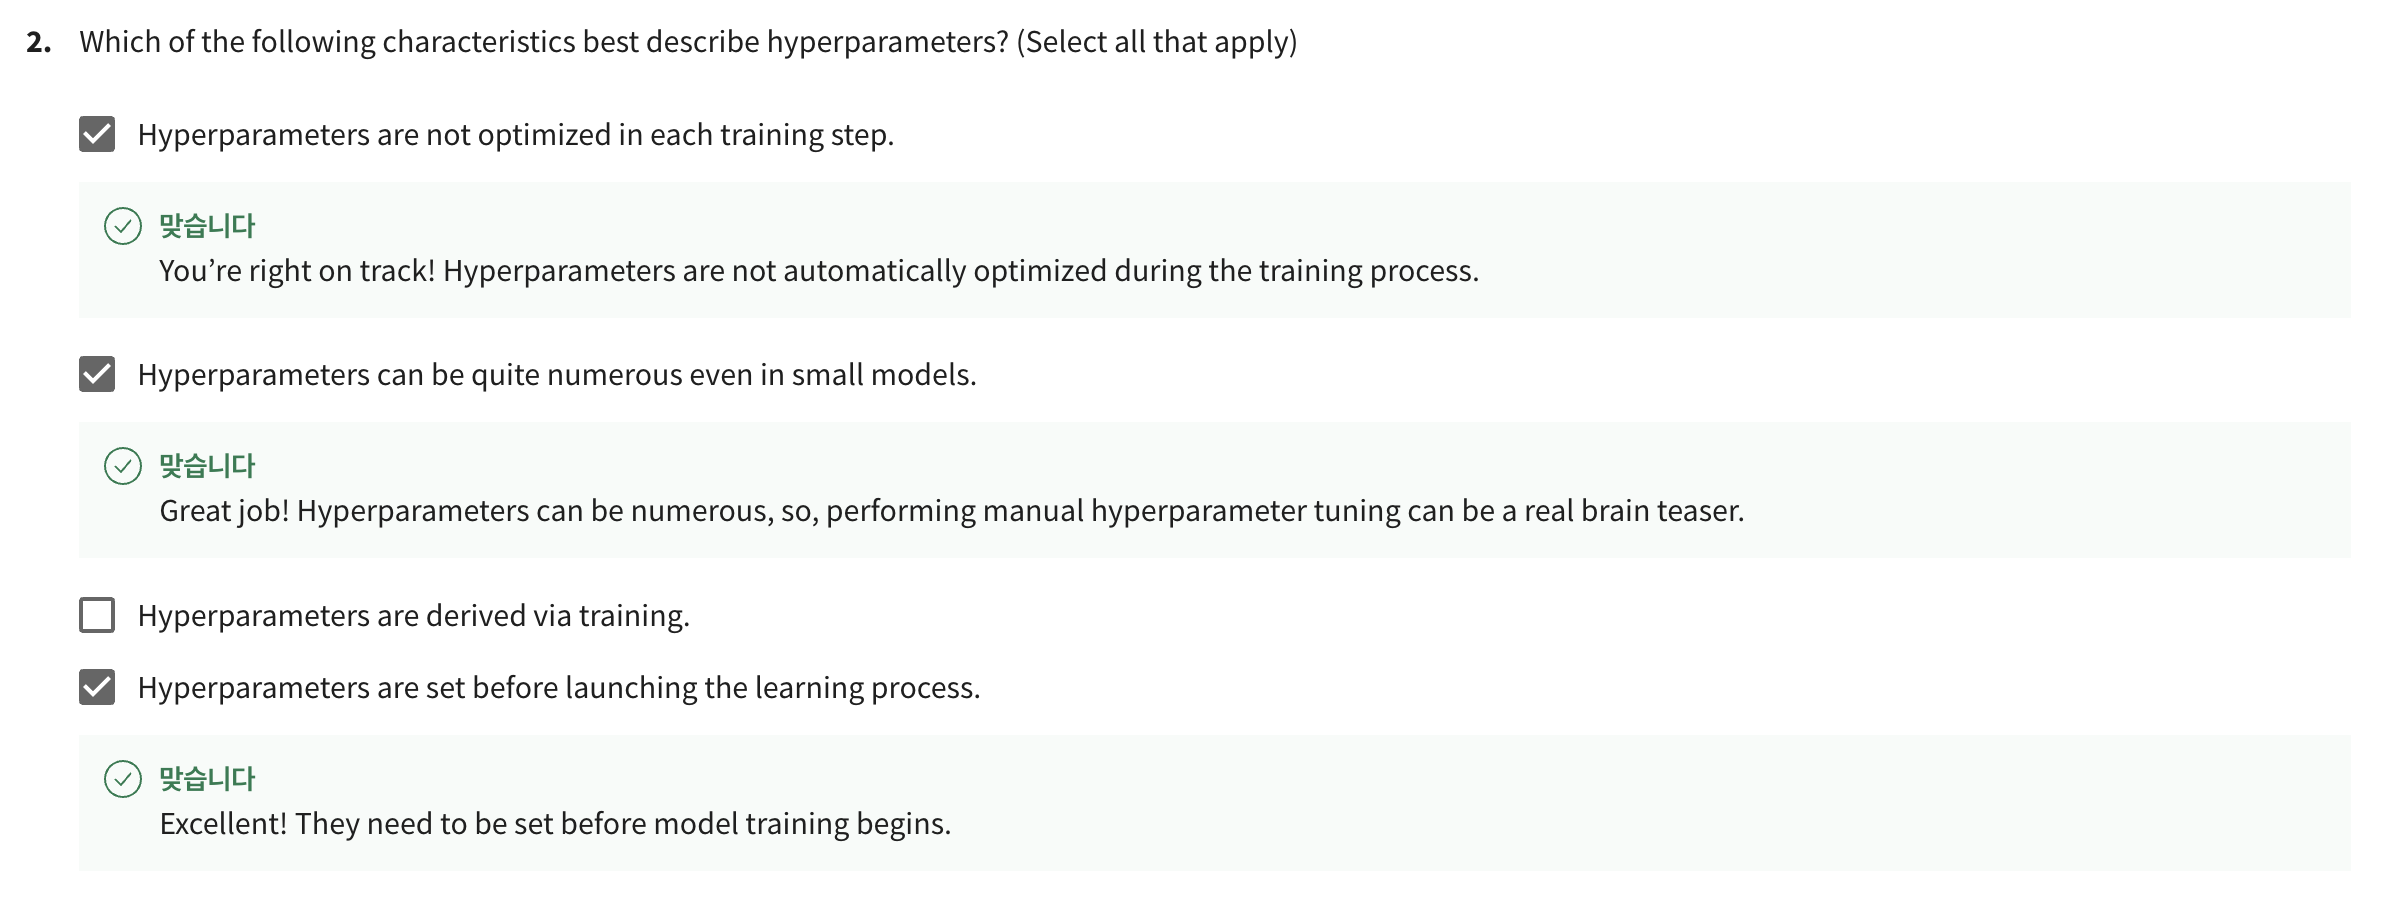 2. Which of the following characteristics best describe hyperparameters? (Select all that apply)
Hyperparameters are not optimized in each training step.
맞습니다
You’re right on track! Hyperparameters are not automatically optimized during the training process.
Hyperparameters can be quite numerous even in small models.
맞습니다
Great job! Hyperparameters can be numerous, so, performing manual hyperparameter tuning can be a real brain teaser.
Hyperparameters are derived via training.
Hyperparameters are set before launching the learning process.
맞습니다
Excellent! They need to be set before model training begins.